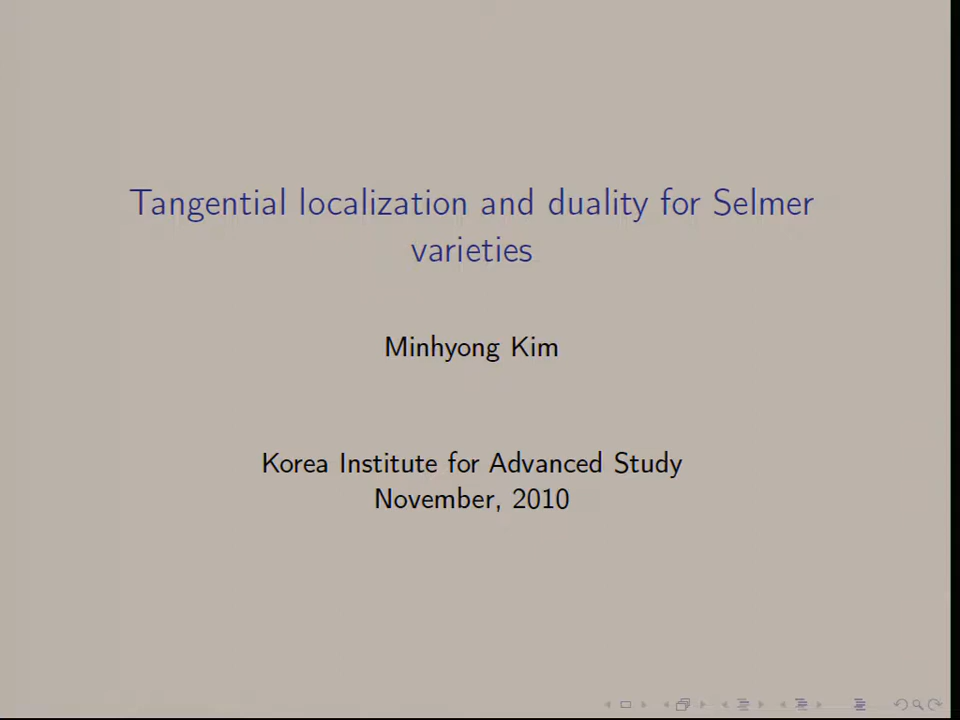 Tangential localization and duality for Selmer
varieties
Minhyong Kim
Korea Institute for Advanced Study
November, 2010